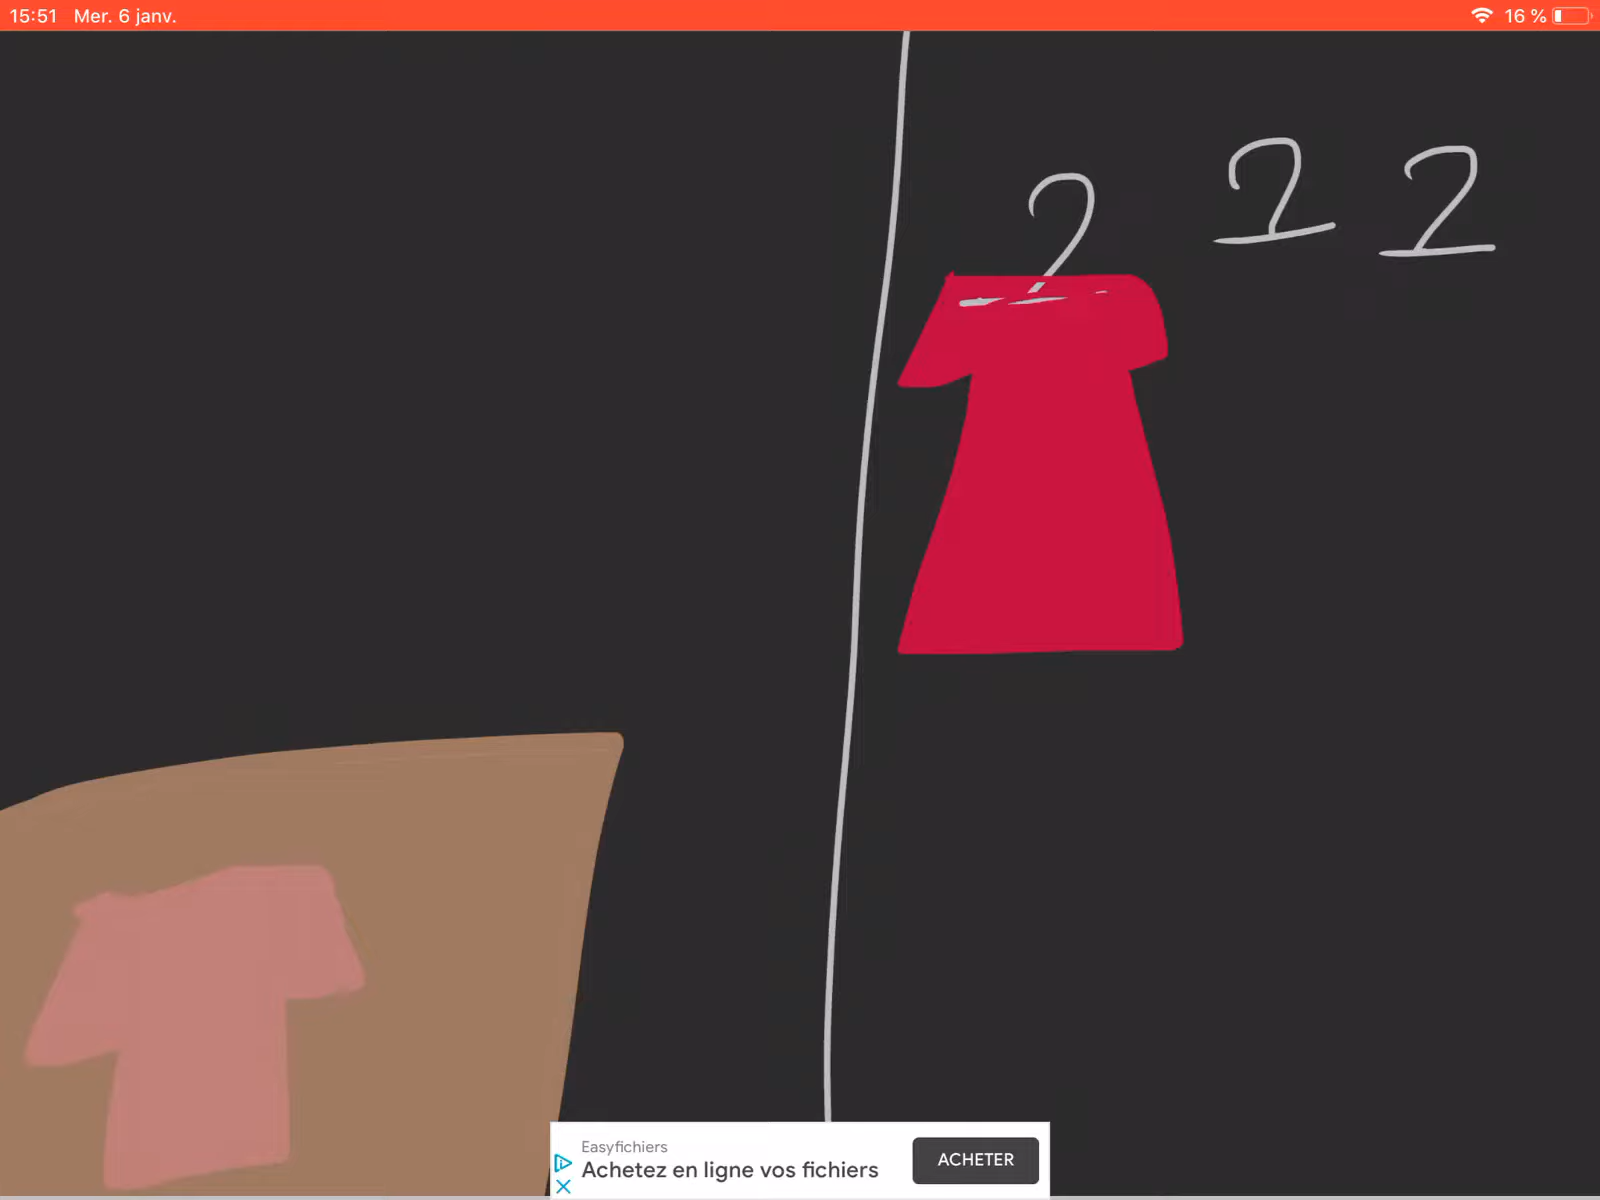 15:51 Mer. 6 janv. 16 %
Easyfichiers
Achetez en ligne vos fichiers
ACHETER